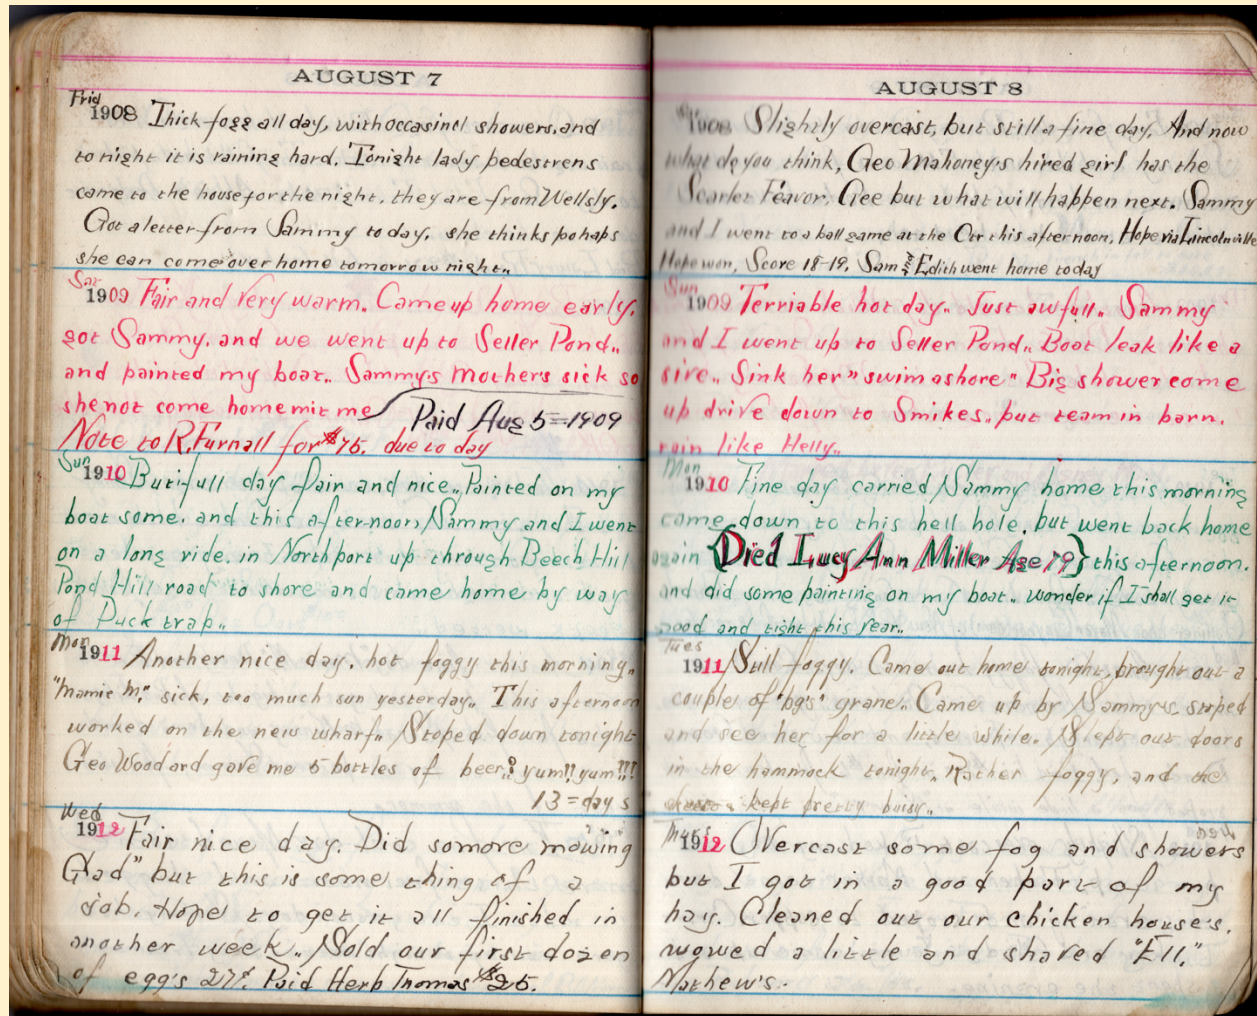 AUGUST 7
Frid
1908 Thick fogg all day, with occasinol showers, and
to night it is raining hard. Tonight lady pedestrens
came to the house for the night, they are from Wellsly.
Got a letter from Sammy to day. she thinks pohaps
she can come over home tomorrow night..
Sat
1909 Fair and very warm. Came up home early.
got Sammy. and we went up to Seller Pond..
and painted my boat.. Sammys Mothers sick so
she not come home mit me Paid Aug 5=1909
Note to R. Furnall for $75. due to day
Sun
1910 Butifull day fair and nice.. Painted on my
boat some. and this afternoon, Sammy and I went
on a long ride. in Northport up through Beech Hill
Pond Hill road to shore and came home by way
of Duck trap..
Mon
1911 Another nice day. hot foggy this morning.
"Mamie M." sick, too much sun yesterday.. This afternoon
worked on the new wharf.. Stoped down tonight
Geo Woodard gave me 5 bottles of beer,? yum!! yum!!!
13=days
Wed
1912 Fair nice day. Did somore "mowing
Glad" but this is some thing of a
job. Hope to get it all finished in
another week.. Sold our first dozen
of egg's 27¢. Paid Herb Thomas $25.
AUGUST 8
1908 Slightly overcast, but still a fine day. And now
what do you think, Geo Mahoney's hired girl has the
Scarlet Feavor. Gee but what will happen next. Sammy
and I went to a ball game at the Ctr this afternoon, Hope via Lincolnville
Hope won, Score 18-19. Sam and Edith went home to day
Sun
1909 Terriable hot day.. Just awfull.. Sammy
and I went up to Seller Pond.. Boat leak like a
sive.. Sink her" swim ashore" Big shower come
up drive down to Smikes. put team in barn.
rain like Helly..
Mon
1910 Fine day carried Sammy home this morning
came down to this hell hole. but went back home
again {Died Lucy Ann Miller Age 79} this afternoon.
and did some painting on my boat.. wonder if I shall get it
good and tight this year..
Tues
1911 Still foggy. Came out home tonight, brought out a
couple of "bgs" grane.. Came up by Sammy's. stoped
and see her for a little while. Slept out doors
in the hammock tonight. Rather foggy, and the
kept pretty buisy..
Thurs
1912 Overcast some fog and showers
but I got in a good part of my
hay. Cleaned out our chicken house's.
mowed a little and shaved "Ell."
Mathew's..